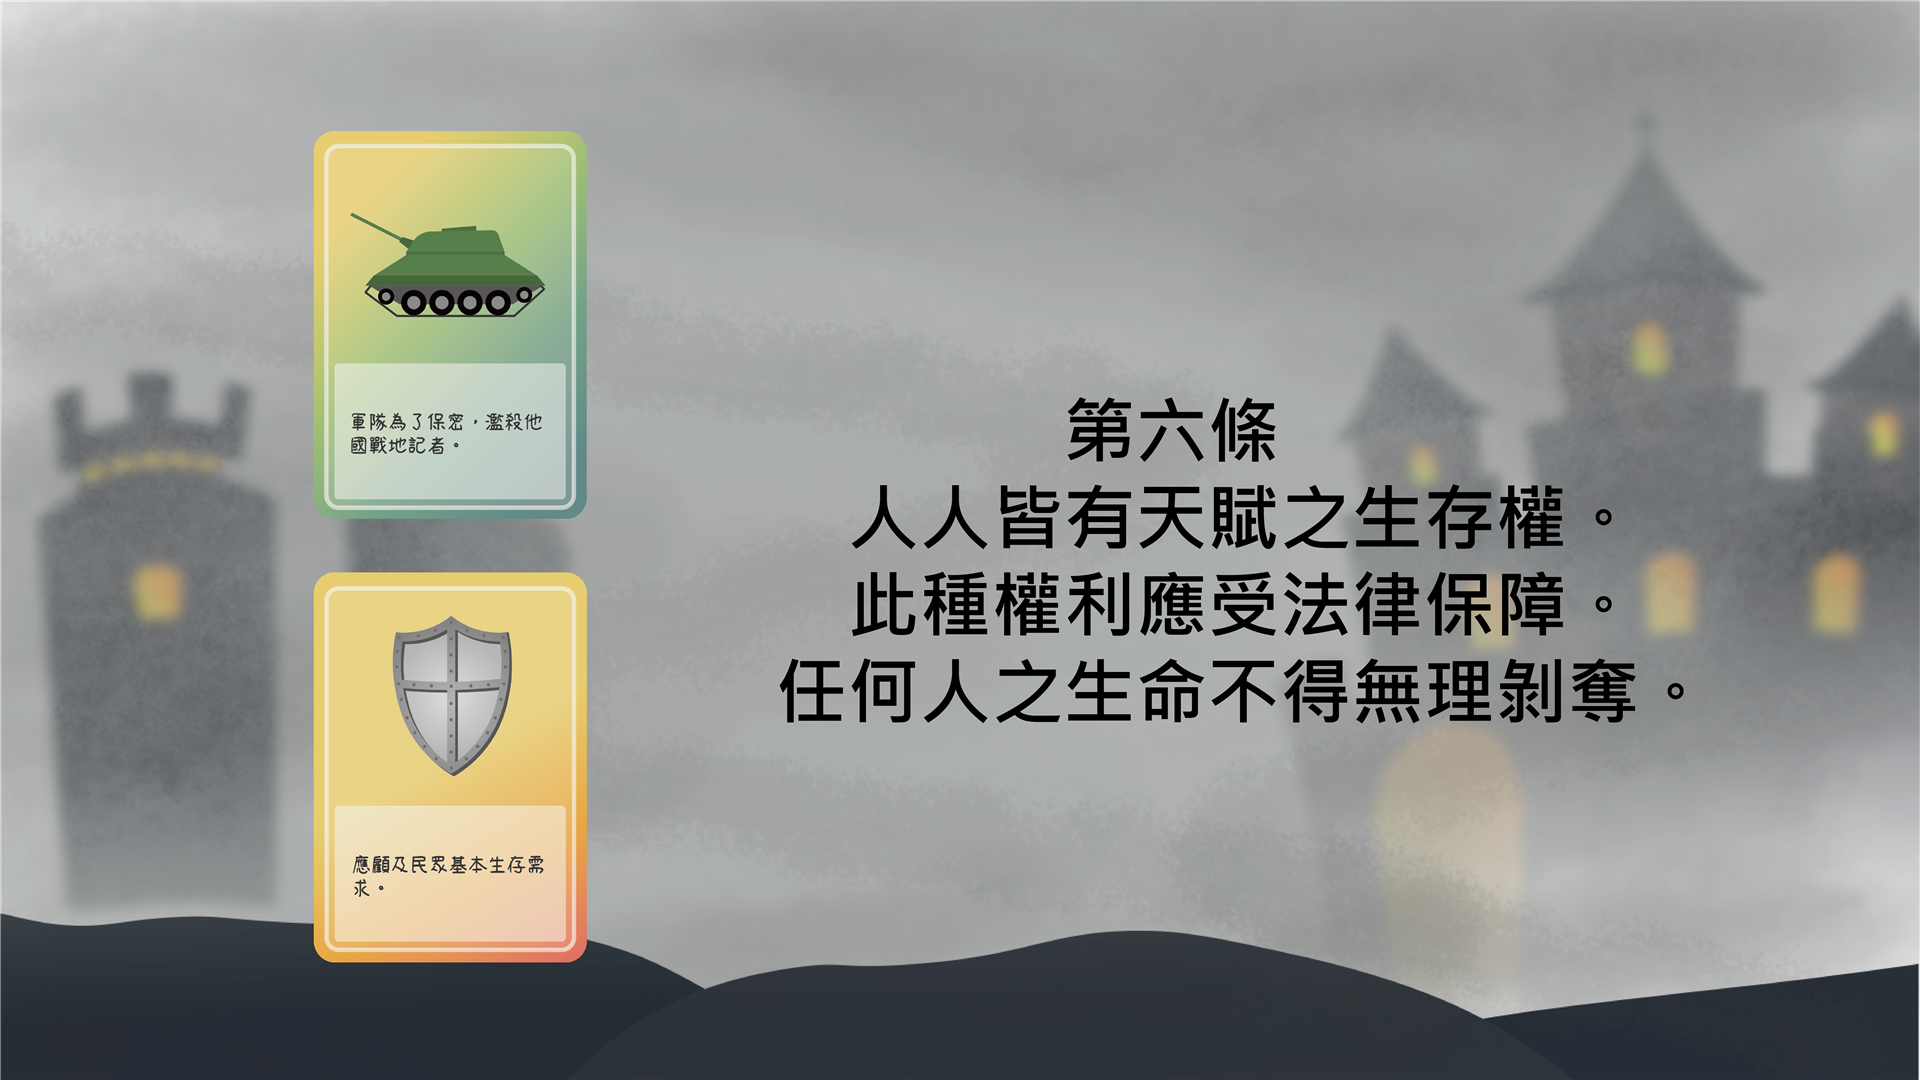 軍隊為了保密，濫殺他
國戰地記者。
應顧及民眾基本生存需
求。
第六條
人人皆有天賦之生存權。
此種權利應受法律保障。
任何人之生命不得無理剝奪。